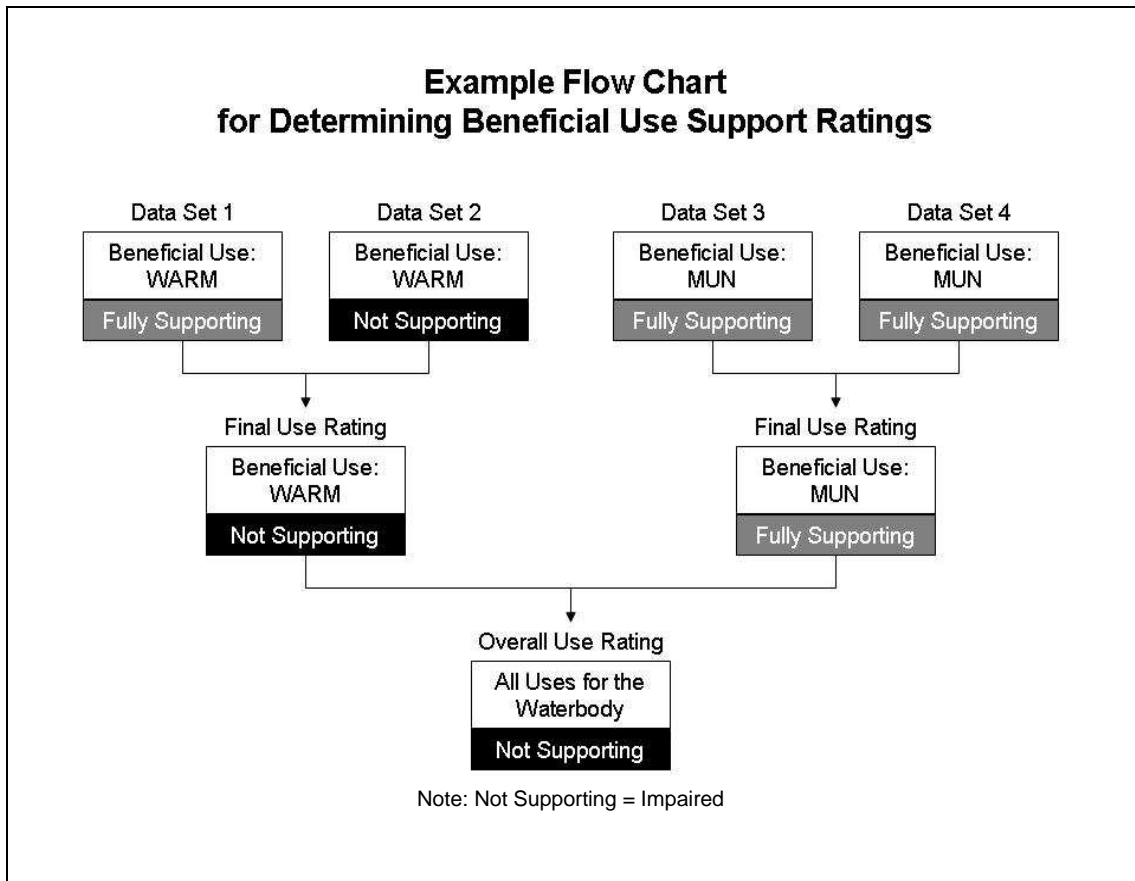 Example Flow Chart
for Determining Beneficial Use Support Ratings
Data Set 1
Beneficial Use:
WARM
Fully Supporting
Data Set 2
Beneficial Use:
WARM
Not Supporting
Data Set 3
Beneficial Use:
MUN
Fully Supporting
Data Set 4
Beneficial Use:
MUN
Fully Supporting
Final Use Rating
Beneficial Use:
WARM
Not Supporting
Final Use Rating
Beneficial Use:
MUN
Fully Supporting
Overall Use Rating
All Uses for the
Waterbody
Not Supporting
Note: Not Supporting = Impaired